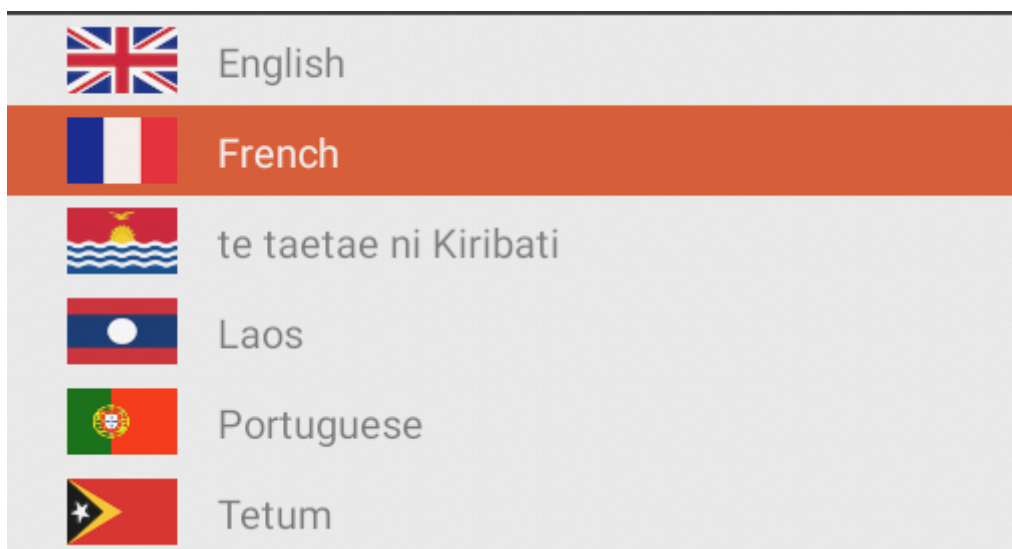 English
French
te taetae ni Kiribati
Laos
Portuguese
Tetum